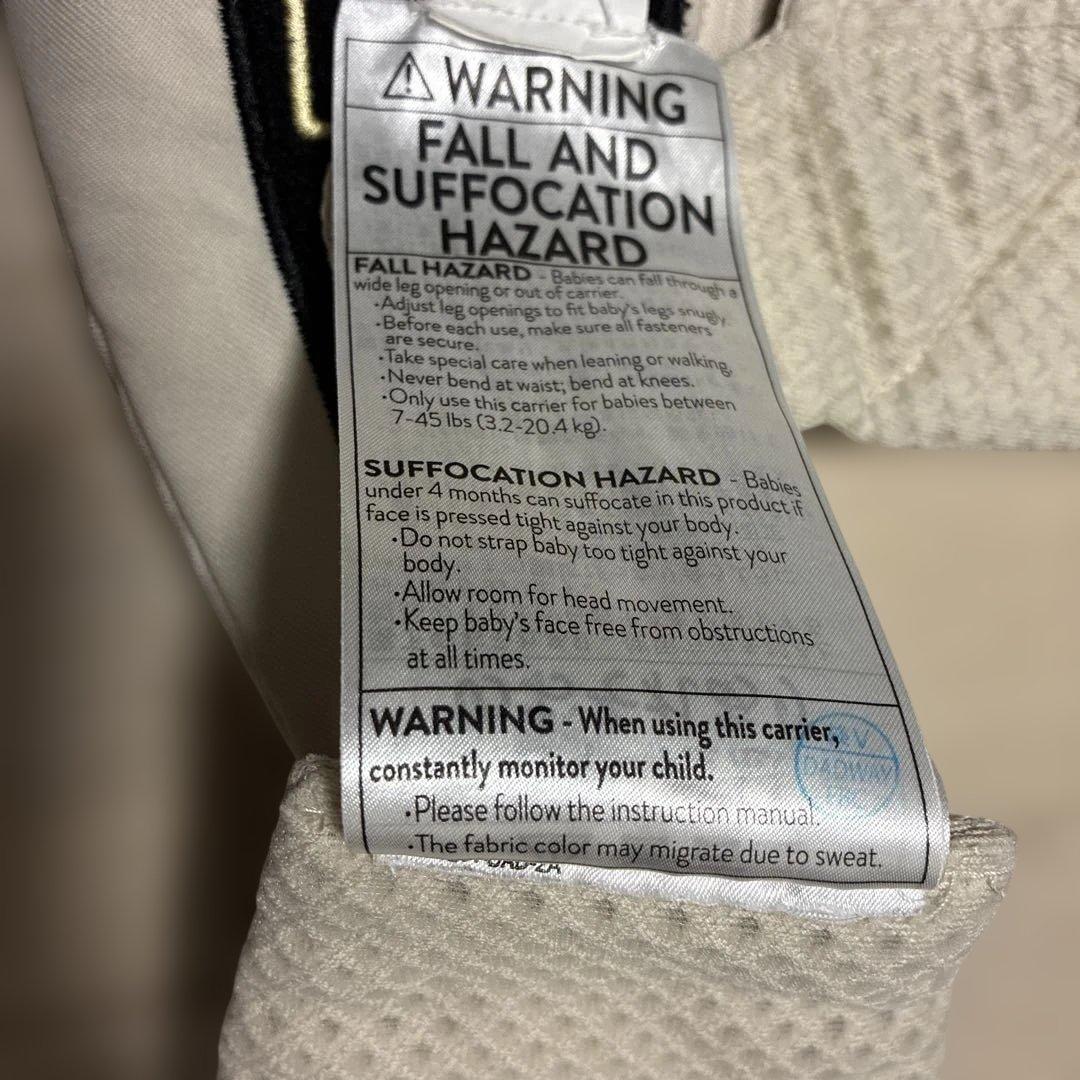 WARNING
FALL AND
SUFFOCATION
HAZARD
FALL HAZARD - Babies can fall through a
wide leg opening or out of carrier.
·Adjust leg openings to fit baby's legs snugly.
·Before each use, make sure all fasteners
are secure.
·Take special care when leaning or walking.
·Never bend at waist; bend at knees.
·Only use this carrier for babies between
7-45 lbs (3.2-20.4 kg).
SUFFOCATION HAZARD - Babies
under 4 months can suffocate in this product if
face is pressed tight against your body.
·Do not strap baby too tight against your
body.
·Allow room for head movement.
·Keep baby's face free from obstructions
at all times.
WARNING - When using this carrier,
constantly monitor your child.
·Please follow the instruction manual.
·The fabric color may migrate due to sweat.
DADWAY